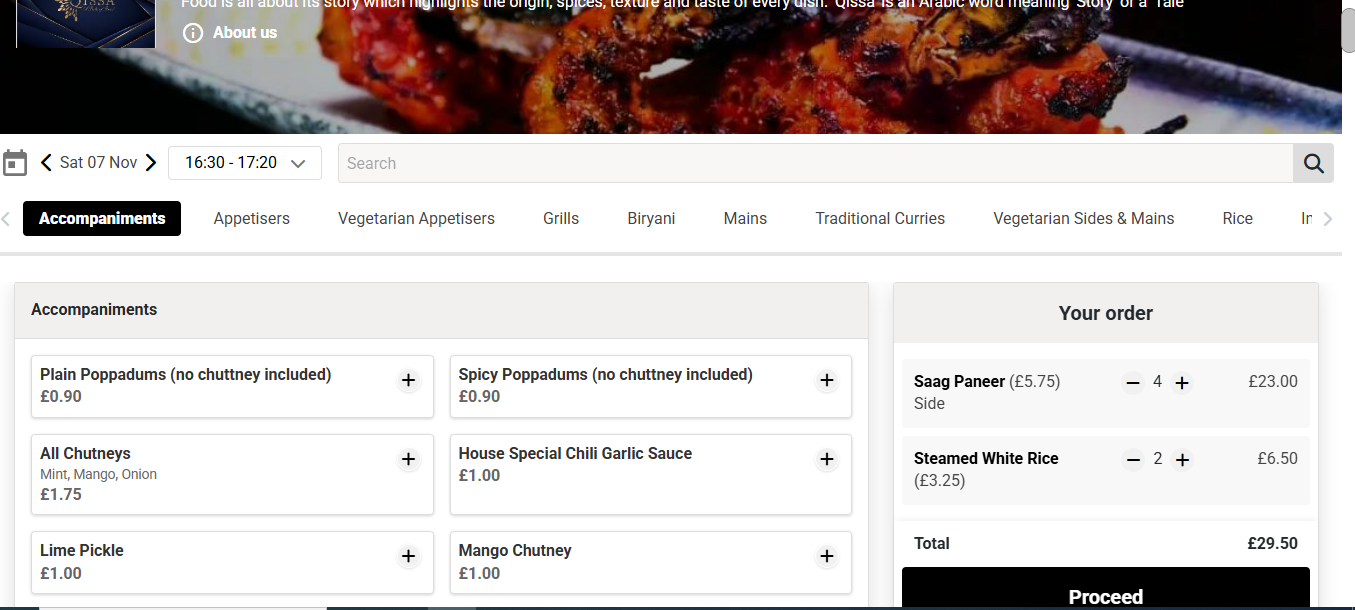 QISSA
Food is all about its story which highlights the origin, spices, texture and taste of every dish. 'Qissa' is an Arabic word meaning 'Story' or a 'Tale'
About us
Sat 07 Nov
16:30 - 17:20
Search
Accompaniments
Appetisers
Vegetarian Appetisers
Grills
Biryani
Mains
Traditional Curries
Vegetarian Sides & Mains
Rice
Accompaniments
Plain Poppadums (no chuttney included)
£0.90
Spicy Poppadums (no chuttney included)
£0.90
All Chutneys
Mint, Mango, Onion
£1.75
House Special Chili Garlic Sauce
£1.00
Lime Pickle
£1.00
Mango Chutney
£1.00
Your order
Saag Paneer (£5.75) 4 £23.00
Side
Steamed White Rice 2 £6.50
(£3.25)
Total £29.50
Proceed